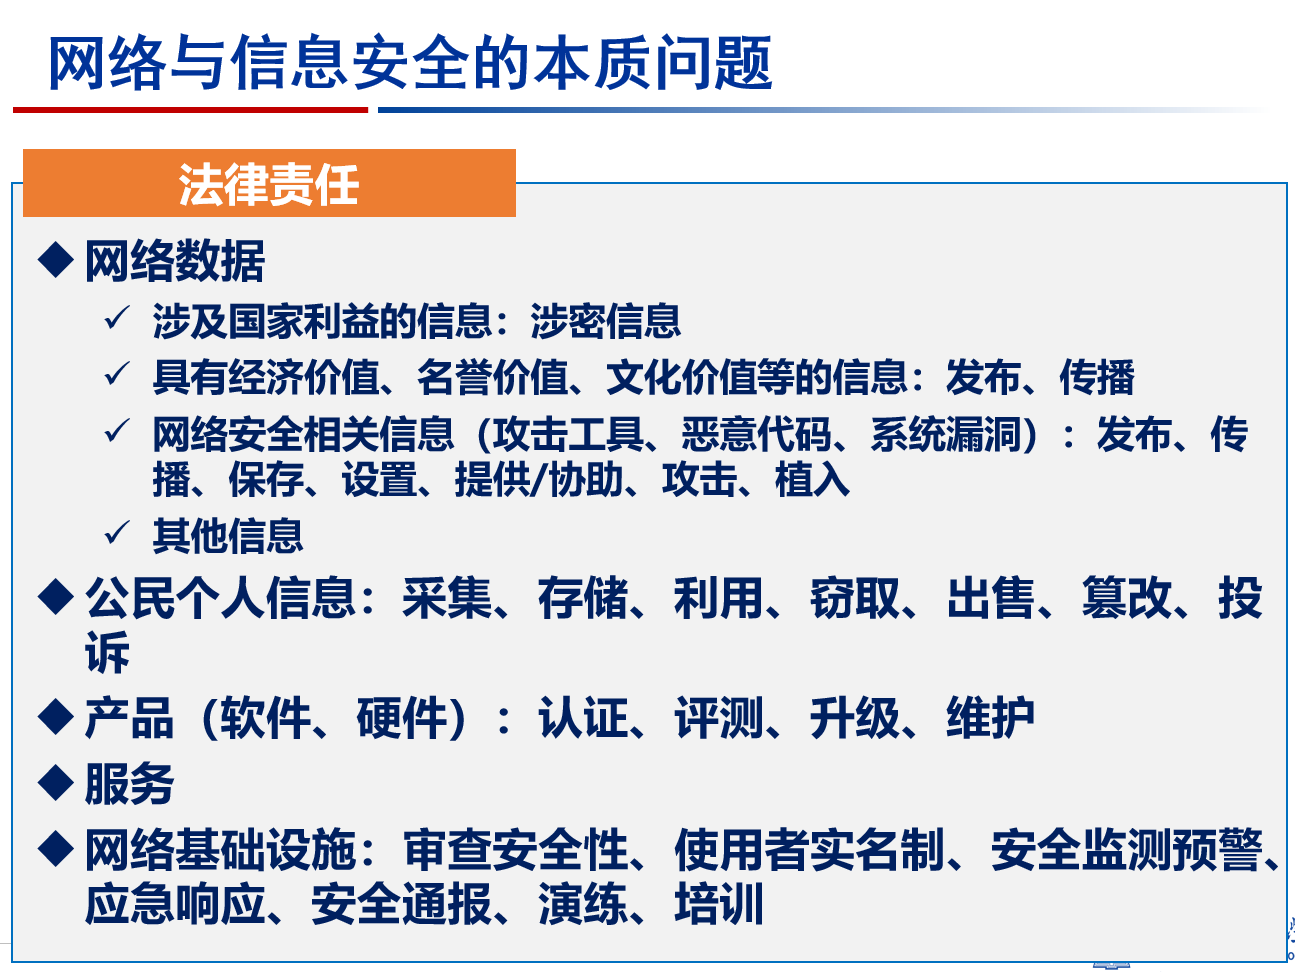 网络与信息安全的本质问题
法律责任
◆ 网络数据
✓ 涉及国家利益的信息：涉密信息
✓ 具有经济价值、名誉价值、文化价值等的信息：发布、传播
✓ 网络安全相关信息（攻击工具、恶意代码、系统漏洞）：发布、传
播、保存、设置、提供/协助、攻击、植入
✓ 其他信息
◆ 公民个人信息：采集、存储、利用、窃取、出售、篡改、投
诉
◆ 产品（软件、硬件）：认证、评测、升级、维护
◆ 服务
◆ 网络基础设施：审查安全性、使用者实名制、安全监测预警、
应急响应、安全通报、演练、培训